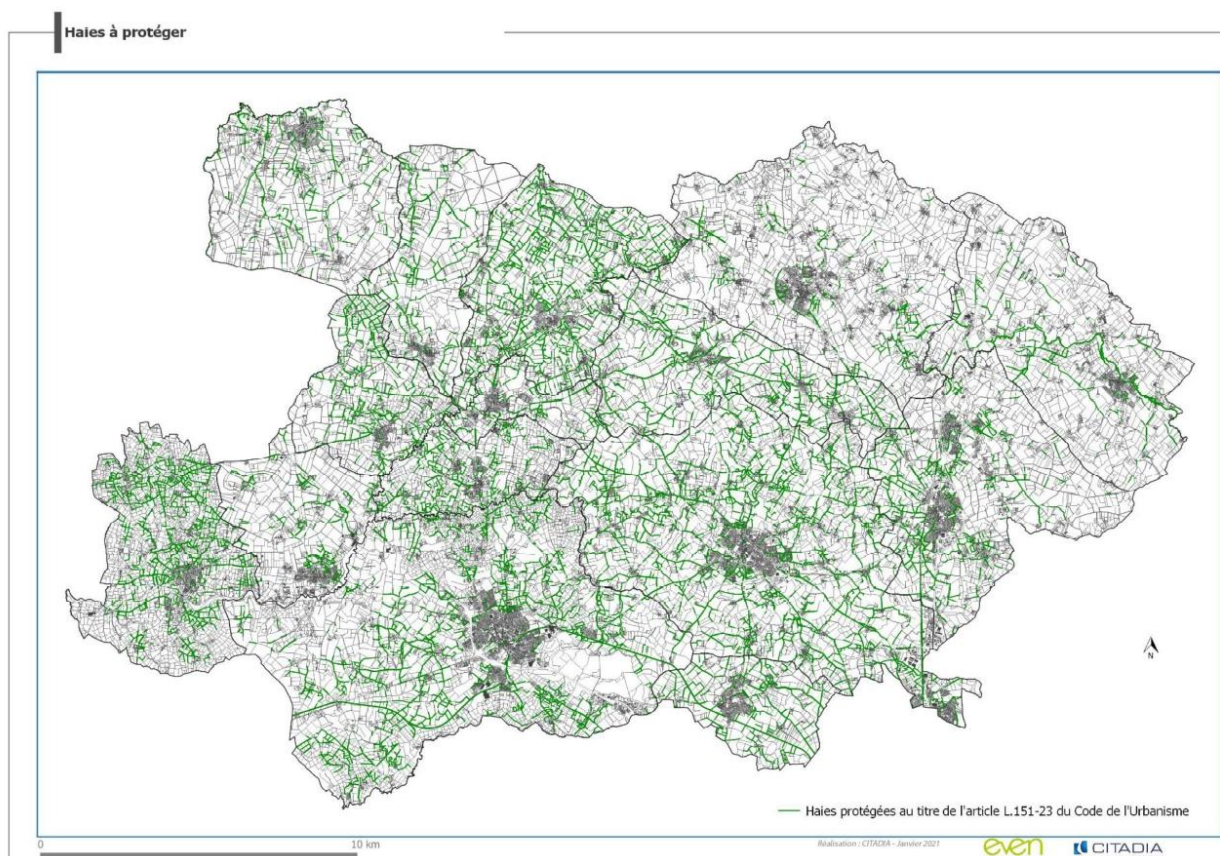 Haies à protéger
N
Haies protégées au titre de l'article L.151-23 du Code de l'Urbanisme
0 10 km
Réalisation : CITADIA - Janvier 2021
even
CITADIA